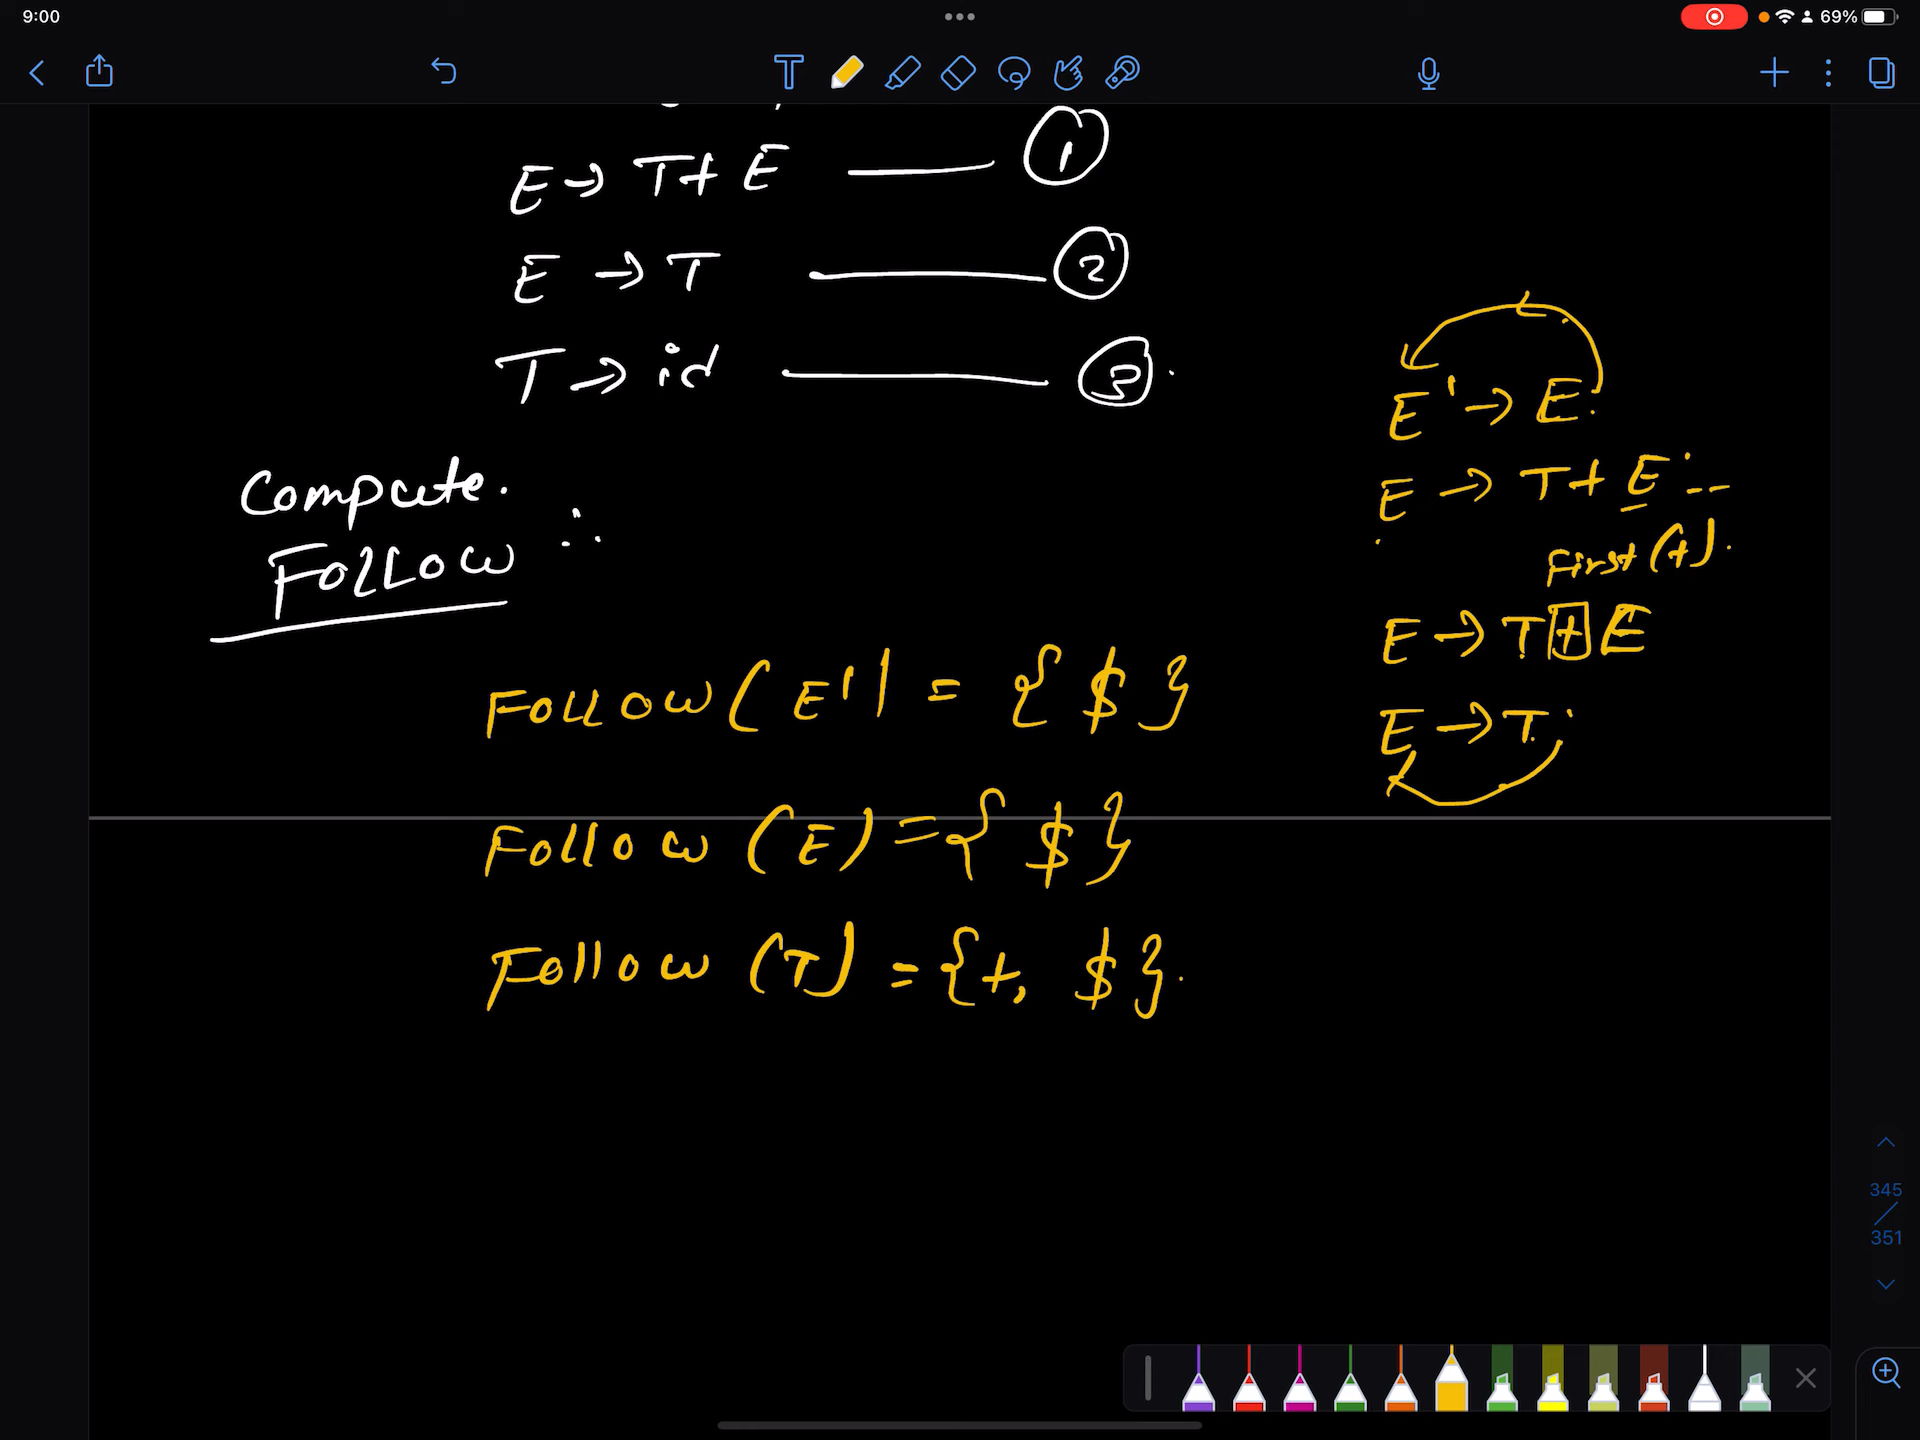 9:00
69%
E → T + E —— ①
E → T —— ②
T → id —— ③.
Compute.
Follow :
E' → E.
E → T + E . --
First (+).
E → T + E
E → T .
Follow ( E' ) = { $ }
Follow ( E ) = { $ }
Follow ( T ) = { +, $ }.
345
/
351